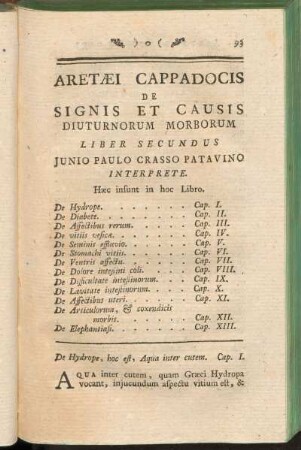 ) o ( 93
ARETÆI CAPPADOCIS
DE
SIGNIS ET CAUSIS
DIUTURNORUM MORBORUM
LIBER SECUNDUS
JUNIO PAULO CRASSO PATAVINO
INTERPRETE.
Hæc insunt in hoc Libro.
De Hydrope. . . . . . . . Cap. I.
De Diabete. . . . . . . . Cap. II.
De Affectibus renum. . . . . . Cap. III.
De vitiis vesicæ. . . . . . . Cap. IV.
De Seminis effluvio. . . . . . Cap. V.
De Stomachi vitiis. . . . . . Cap. VI.
De Ventris affectu. . . . . . Cap. VII.
De Dolore intestini coli. . . . . Cap. VIII.
De Difficultate intestinorum. . . . Cap. IX.
De Lævitate intestinorum. . . . Cap. X.
De Affectibus uteri. . . . . . Cap. XI.
De Articulorum, & coxendicis
morbis. . . . . . . Cap. XII.
De Elephantiasi. . . . . . . Cap. XIII.
De Hydrope, hoc est, Aqua inter cutem. Cap. I.
AQUA inter cutem, quam Græci Hydropa
vocant, injucundum aspectu vitium est, &